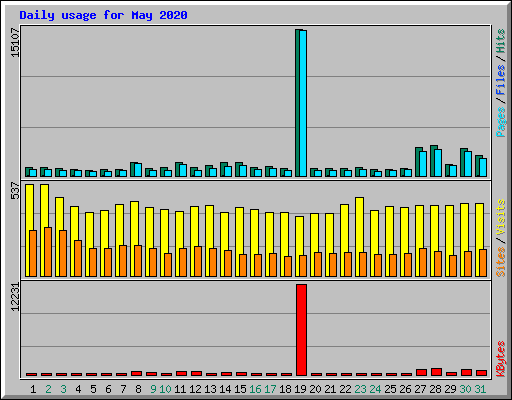 Daily usage for May 2020
15107
Pages/Files/Hits
537
Sites/Visits
12231
KBytes
1 2 3 4 5 6 7 8 9 10 11 12 13 14 15 16 17 18 19 20 21 22 23 24 25 26 27 28 29 30 31